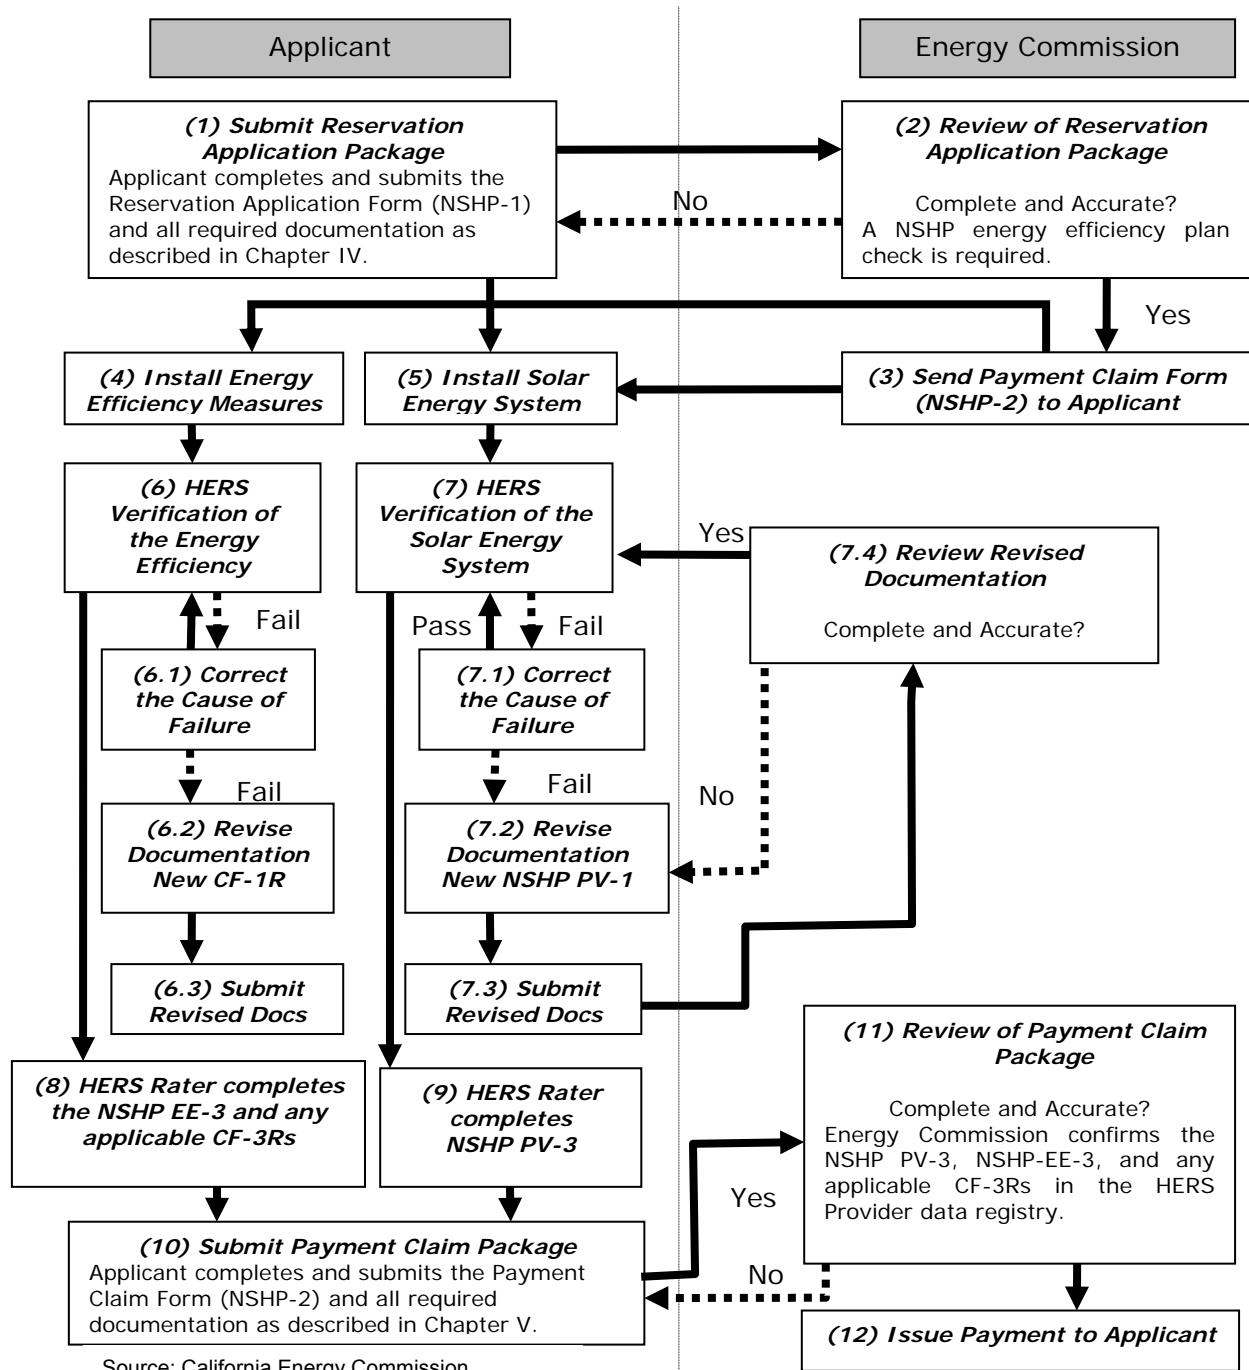 Applicant
Energy Commission
(1) Submit Reservation
Application Package
Applicant completes and submits the
Reservation Application Form (NSHP-1)
and all required documentation as
described in Chapter IV.
(2) Review of Reservation
Application Package
Complete and Accurate?
A NSHP energy efficiency plan
check is required.
No
Yes
(4) Install Energy
Efficiency Measures
(5) Install Solar
Energy System
(3) Send Payment Claim Form
(NSHP-2) to Applicant
(6) HERS
Verification of
the Energy
Efficiency
(7) HERS
Verification of the
Solar Energy
System
Yes
(7.4) Review Revised
Documentation
Complete and Accurate?
Fail
Pass
Fail
(6.1) Correct
the Cause of
Failure
(7.1) Correct
the Cause of
Failure
Fail
Fail
No
(6.2) Revise
Documentation
New CF-1R
(7.2) Revise
Documentation
New NSHP PV-1
(6.3) Submit
Revised Docs
(7.3) Submit
Revised Docs
(8) HERS Rater completes
the NSHP EE-3 and any
applicable CF-3Rs
(9) HERS Rater
completes
NSHP PV-3
(11) Review of Payment Claim
Package
Complete and Accurate?
Energy Commission confirms the
NSHP PV-3, NSHP-EE-3, and any
applicable CF-3Rs in the HERS
Provider data registry.
Yes
No
(10) Submit Payment Claim Package
Applicant completes and submits the Payment
Claim Form (NSHP-2) and all required
documentation as described in Chapter V.
(12) Issue Payment to Applicant
Source: California Energy Commission